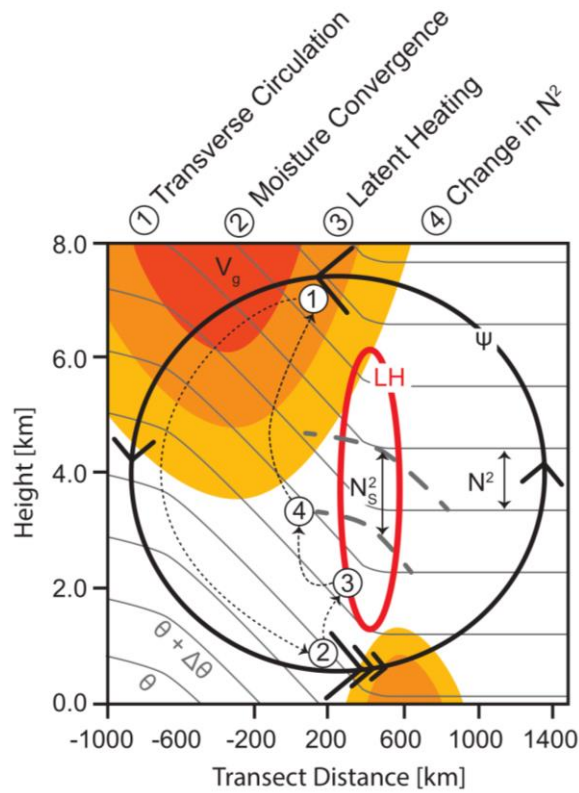 ① Transverse Circulation
② Moisture Convergence
③ Latent Heating
④ Change in N²
8.0
6.0
4.0
2.0
0.0
Height [km]
V_g
①
ψ
LH
N_S²
N²
④
③
②
θ + Δθ
θ
-1000 -600 -200 200 600 1000 1400
Transect Distance [km]